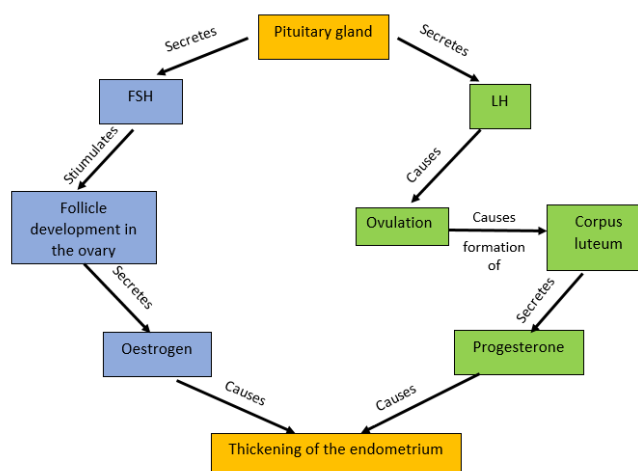 Pituitary gland
Secretes
Secretes
FSH
LH
Stiumulates
Causes
Follicle
development in
the ovary
Ovulation
Causes
formation of
Corpus
luteum
Secretes
Secretes
Oestrogen
Progesterone
Causes
Causes
Thickening of the endometrium